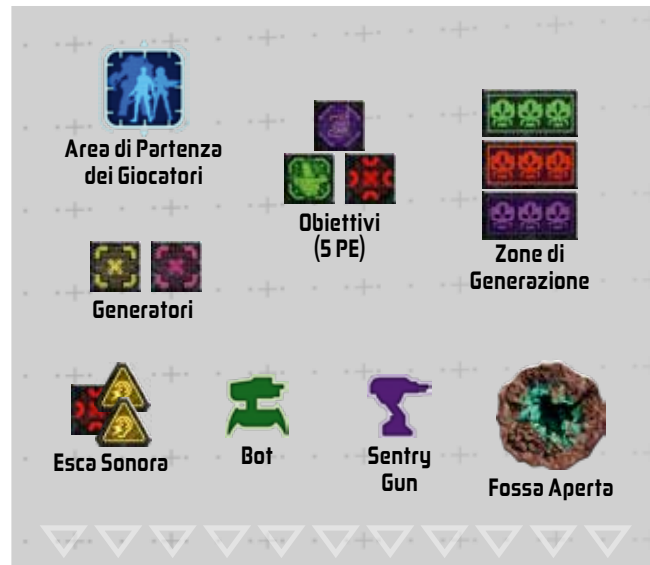 Area di Partenza
dei Giocatori
Obiettivi
(5 PE)
Zone di
Generazione
Generatori
Esca Sonora
Bot
Sentry
Gun
Fossa Aperta